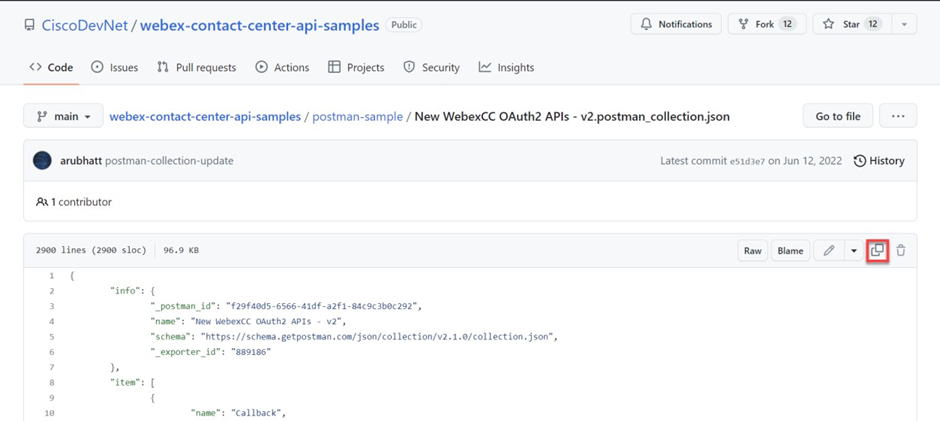 CiscoDevNet / webex-contact-center-api-samples Public Notifications Fork 12 Star 12
Code Issues Pull requests Actions Projects Security Insights
main webex-contact-center-api-samples / postman-sample / New WebexCC OAuth2 APIs - v2.postman_collection.json Go to file ...
arubhatt postman-collection-update Latest commit e51d3e7 on Jun 12, 2022 History
1 contributor
2900 lines (2900 sloc) 96.9 KB Raw Blame
1 {
2 "info": {
3 "_postman_id": "f29f40d5-6566-41df-a2f1-84c9c3b0c292",
4 "name": "New WebexCC OAuth2 APIs - v2",
5 "schema": "https://schema.getpostman.com/json/collection/v2.1.0/collection.json",
6 "_exporter_id": "889186"
7 },
8 "item": [
9 {
10 "name": "Callback",